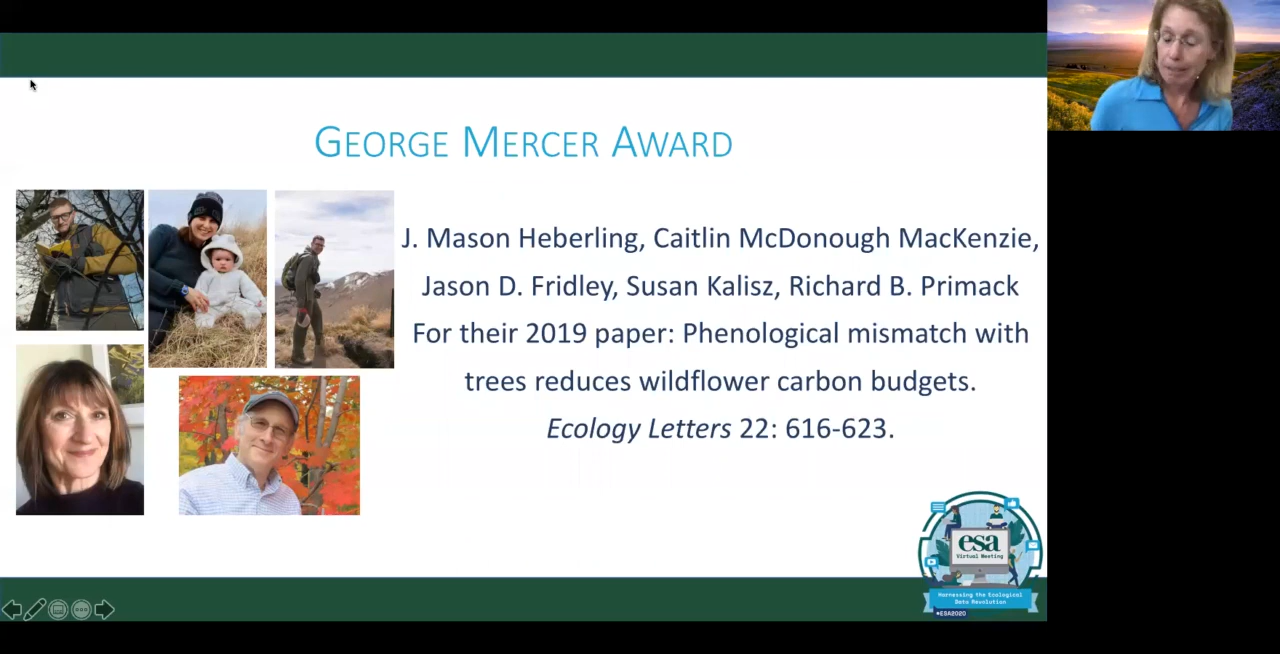 GEORGE MERCER AWARD
J. Mason Heberling, Caitlin McDonough MacKenzie,
Jason D. Fridley, Susan Kalisz, Richard B. Primack
For their 2019 paper: Phenological mismatch with
trees reduces wildflower carbon budgets.
Ecology Letters 22: 616-623.
esa
Virtual Meeting
Harnessing the Ecological
Data Revolution
#ESA2020